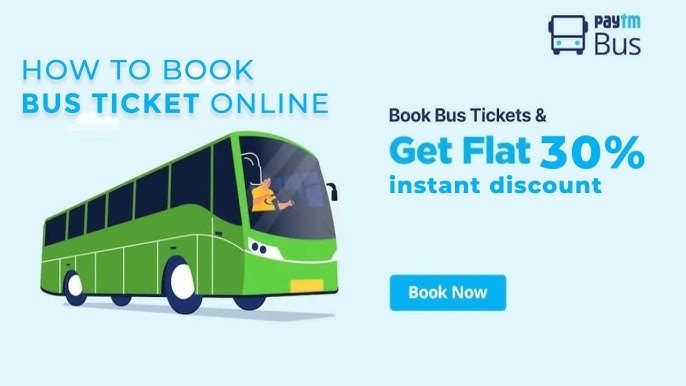 paytm
Bus
HOW TO BOOK
BUS TICKET ONLINE
Book Bus Tickets &
Get Flat 30%
instant discount
Book Now